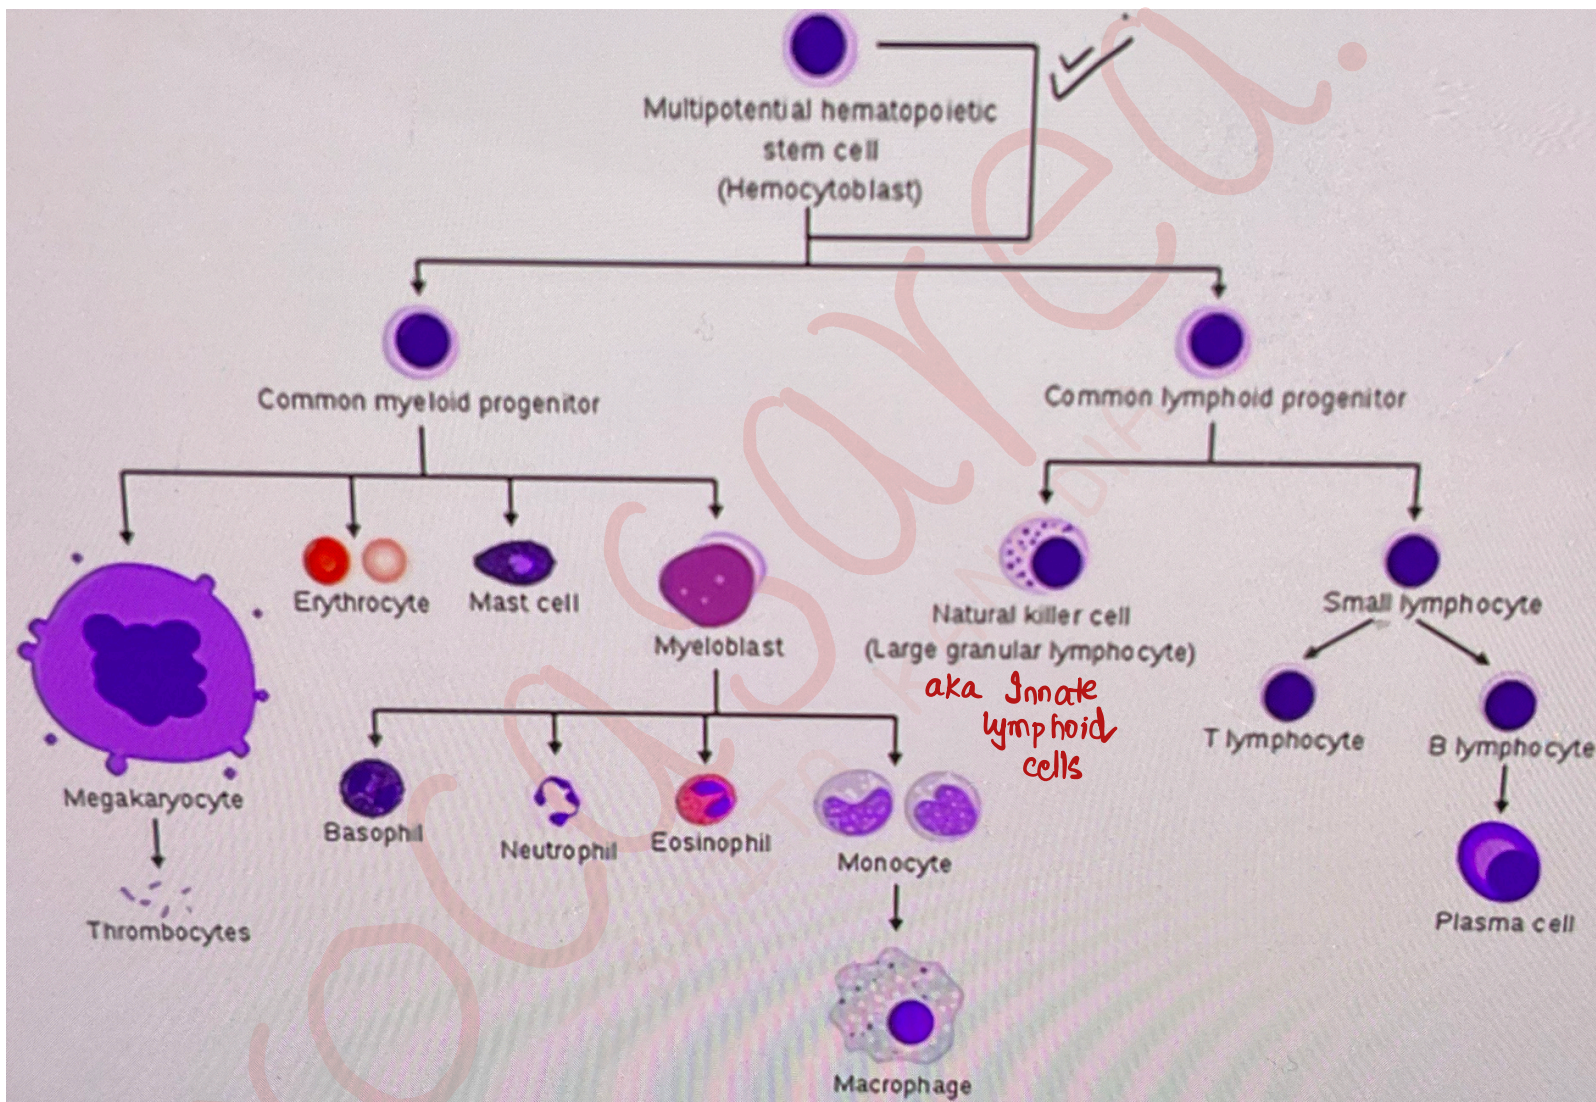 Multipotential hematopoietic
stem cell
(Hemocytoblast)
Common myeloid progenitor
Common lymphoid progenitor
Erythrocyte
Mast cell
Myeloblast
Natural killer cell
(Large granular lymphocyte)
aka Innate
lymphoid
cells
Small lymphocyte
T lymphocyte
B lymphocyte
Megakaryocyte
Basophil
Neutrophil
Eosinophil
Monocyte
Thrombocytes
Plasma cell
Macrophage